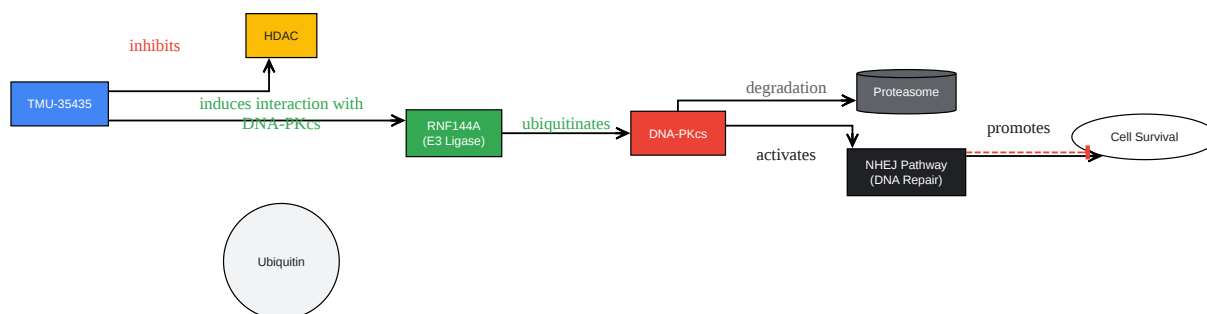 HDAC
inhibits
TMU-35435
induces interaction with
DNA-PKcs
RNF144A
(E3 Ligase)
ubiquitinates
DNA-PKcs
degradation
Proteasome
activates
NHEJ Pathway
(DNA Repair)
promotes
Cell Survival
Ubiquitin